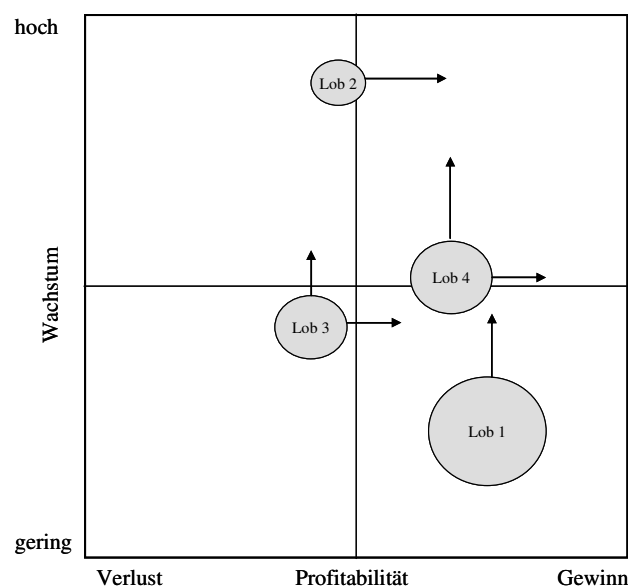 hoch
Lob 2
Wachstum
Lob 4
Lob 3
Lob 1
gering
Verlust
Profitabilität
Gewinn